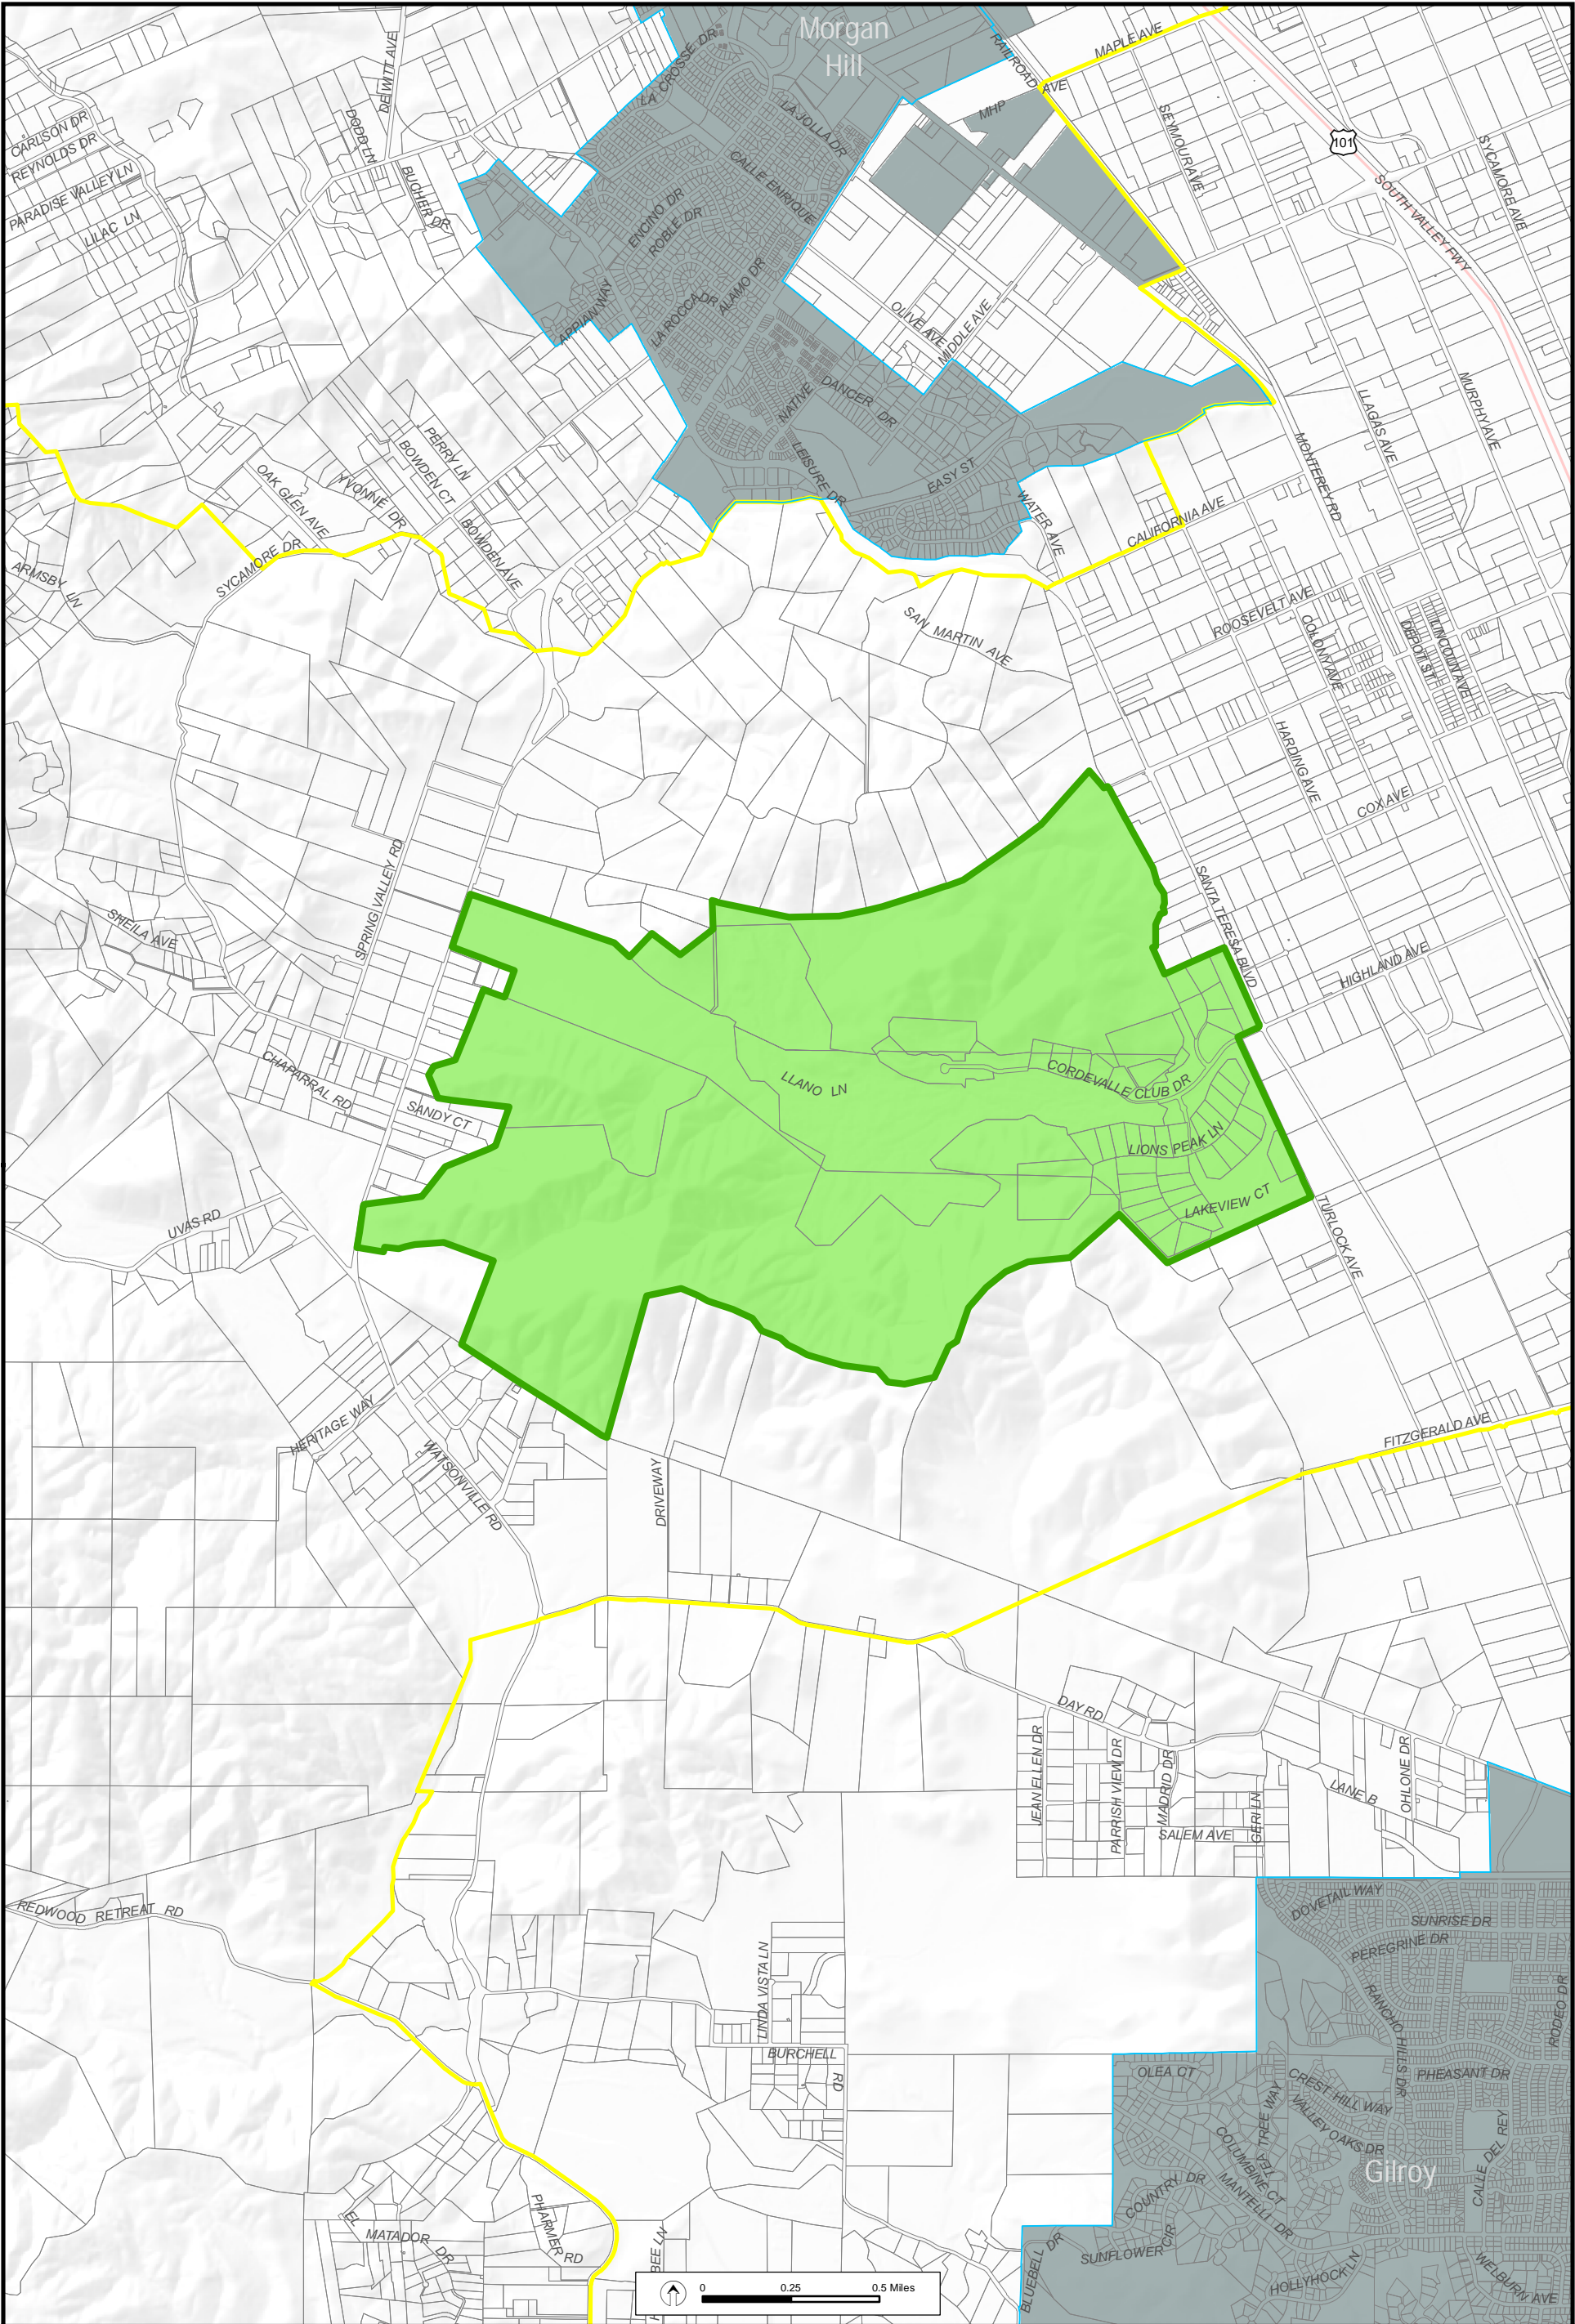 Morgan
Hill
MAPLE AVE
RAILROAD
AVE
MHP
101
DE WITT AVE
LA CROSSE DR
LA JOLLA DR
SEYMOUR AVE
SYCAMORE AVE
CARLSON DR
REYNOLDS DR
PARADISE VALLEY LN
LILAC LN
DODD LN
BUCHER DR
CALLE ENRIQUE
ENCINO DR
ROBLE DR
SOUTH VALLEY FWY
APPIAN WAY
LA ROCCA DR
ALAMO DR
OLIVE AVE
MIDDLE AVE
NATIVE
DANCER DR
LEISURE DR
EASY ST
LLAGAS AVE
MURPHY AVE
MONTEREY RD
PERRY LN
BOWDEN CT
YVONNE DR
OAK GLEN AVE
BOWDEN AVE
SYCAMORE DR
ARMSBY LN
WATER AVE
CALIFORNIA AVE
SAN MARTIN AVE
ROOSEVELT AVE
COLONY AVE
DEPOT ST
LINCOLN AVE
HARDING AVE
COX AVE
SPRING VALLEY RD
SANTA TERESA BLVD
SHEILA AVE
HIGHLAND AVE
CHAPARRAL RD
SANDY CT
LLANO LN
CORDEVALLE CLUB DR
LIONS PEAK LN
LAKEVIEW CT
UVAS RD
TURLOCK AVE
HERITAGE WAY
WATSONVILLE RD
DRIVEWAY
FITZGERALD AVE
DAY RD
JEAN ELLEN DR
PARRISH VIEW DR
MADRID DR
SALEM AVE
GERI LN
LANE B
OHLONE DR
REDWOOD RETREAT RD
DOVETAIL WAY
SUNRISE DR
PEREGRINE DR
RANCHO HILLS DR
RODEO DR
LINDA VISTA LN
BURCHELL
RD
OLEA CT
CREST HILL WAY
PHEASANT DR
VALLEY OAKS DR
TEA TREE WAY
COLUMBINE CT
Gilroy
CALLE DEL REY
COUNTRY DR
MANTELLI DR
SUNFLOWER CIR
BLUEBELL DR
HOLLYHOCK LN
WELBURN AVE
EL
MATADOR DR
PHARMER RD
BEE LN
0 0.25 0.5 Miles